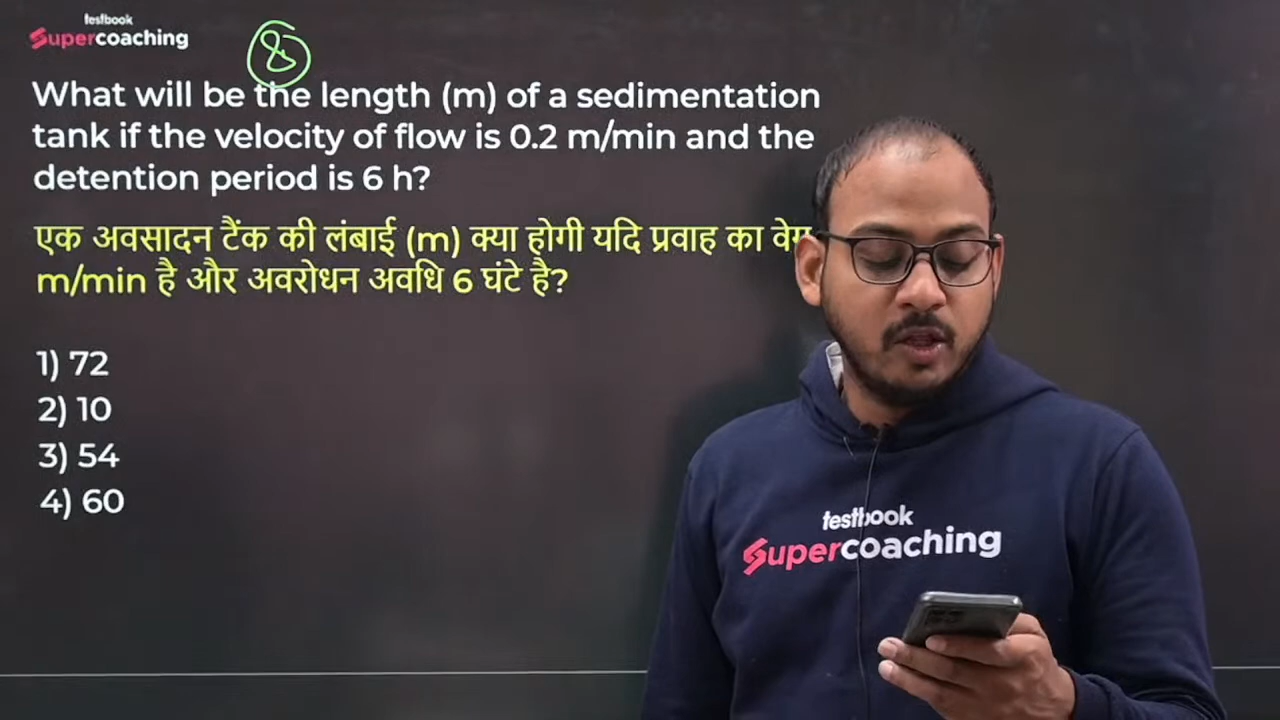 testbook
Supercoaching
8
What will be the length (m) of a sedimentation
tank if the velocity of flow is 0.2 m/min and the
detention period is 6 h?
एक अवसादन टैंक की लंबाई (m) क्या होगी यदि प्रवाह का
m/min है और अवरोधन अवधि 6 घंटे है?
1) 72
2) 10
3) 54
4) 60
testbook
Supercoaching